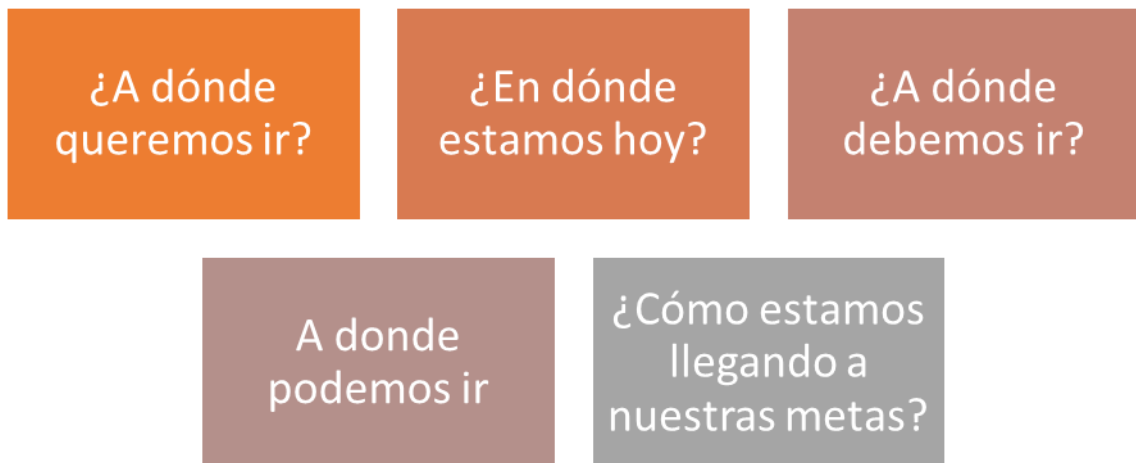 ¿A dónde
queremos ir?
¿En dónde
estamos hoy?
¿A dónde
debemos ir?
A donde
podemos ir
¿Cómo estamos
llegando a
nuestras metas?